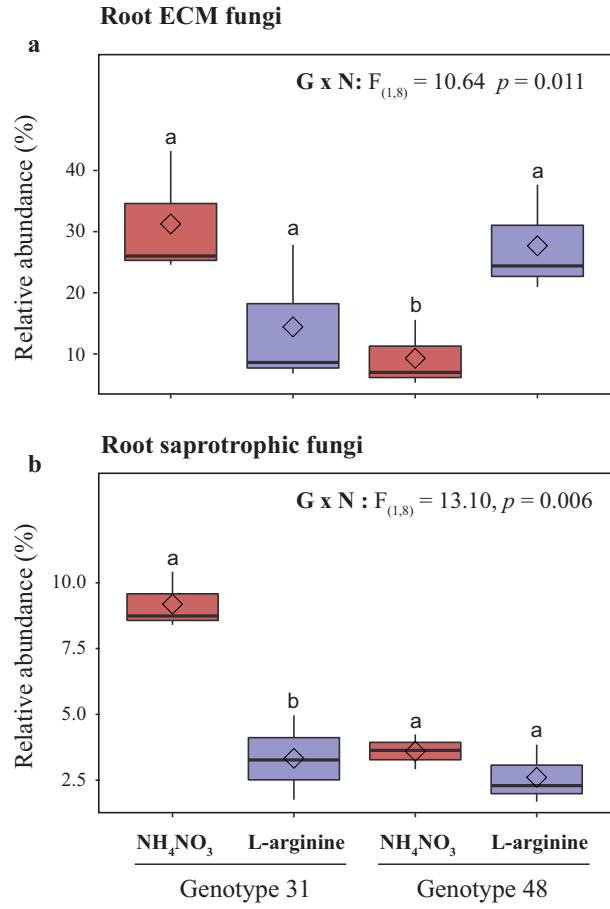 Root ECM fungi
a
G x N: F(1,8) = 10.64 p = 0.011
Relative abundance (%)
40
30
20
10
a
a
b
a
Root saprotrophic fungi
b
G x N : F(1,8) = 13.10, p = 0.006
Relative abundance (%)
10.0
7.5
5.0
2.5
a
b
a
a
NH4NO3 L-arginine NH4NO3 L-arginine
Genotype 31 Genotype 48